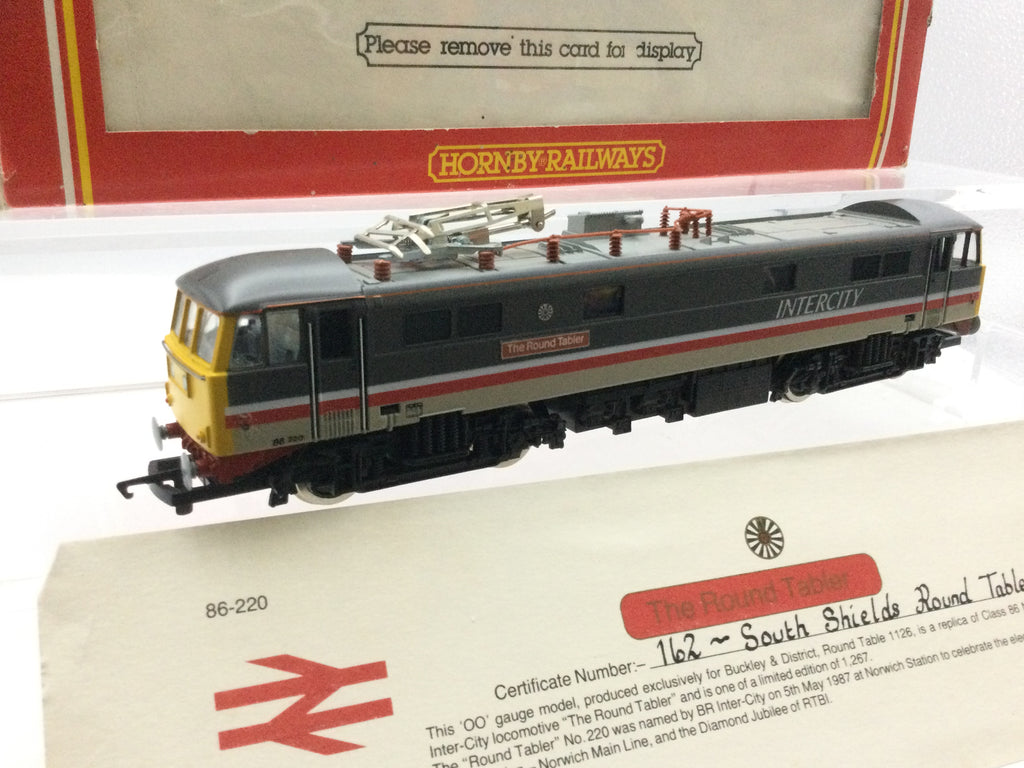 Please remove this card for display
HORNBY RAILWAYS
INTERCITY
The Round Tabler
86 220
86-220
The Round Tabler
Certificate Number:- 162 ~ South Shields Round Table
This 'OO' gauge model, produced exclusively for Buckley & District, Round Table 1126, is a replica of Class 86
Inter-City locomotive "The Round Tabler" and is one of a limited edition of 1,267.
The "Round Tabler" No. 220 was named by BR Inter-City on 5th May 1987 at Norwich Station to celebrate the
– Norwich Main Line, and the Diamond Jubilee of RTBI.